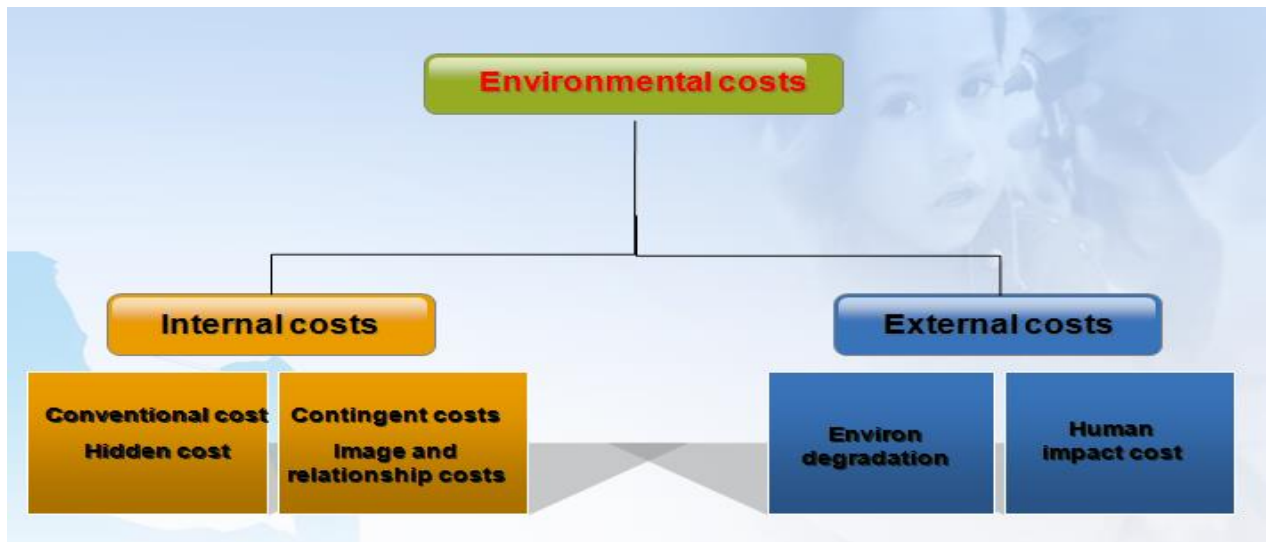 Environmental costs
Internal costs
External costs
Conventional cost
Hidden cost
Contingent costs
Image and
relationship costs
Environ
degradation
Human
impact cost